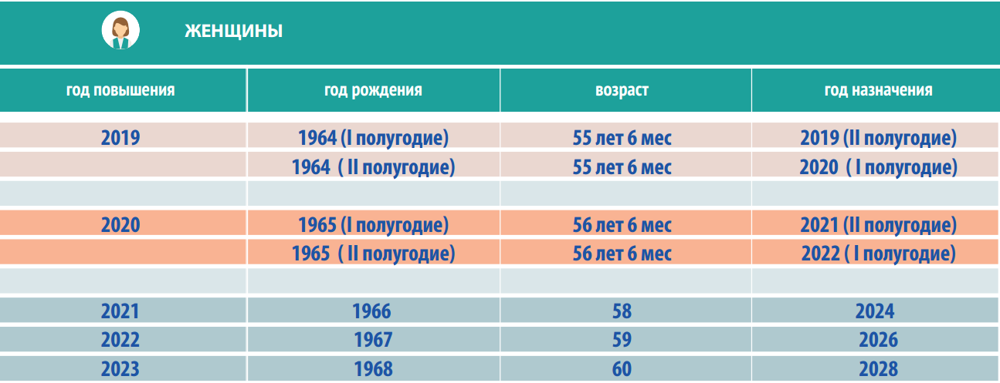 ЖЕНЩИНЫ
год повышения год рождения возраст год назначения
2019 1964 (I полугодие) 55 лет 6 мес 2019 (II полугодие)
1964 ( II полугодие) 55 лет 6 мес 2020 ( I полугодие)
2020 1965 (I полугодие) 56 лет 6 мес 2021 (II полугодие)
1965 ( II полугодие) 56 лет 6 мес 2022 ( I полугодие)
2021 1966 58 2024
2022 1967 59 2026
2023 1968 60 2028